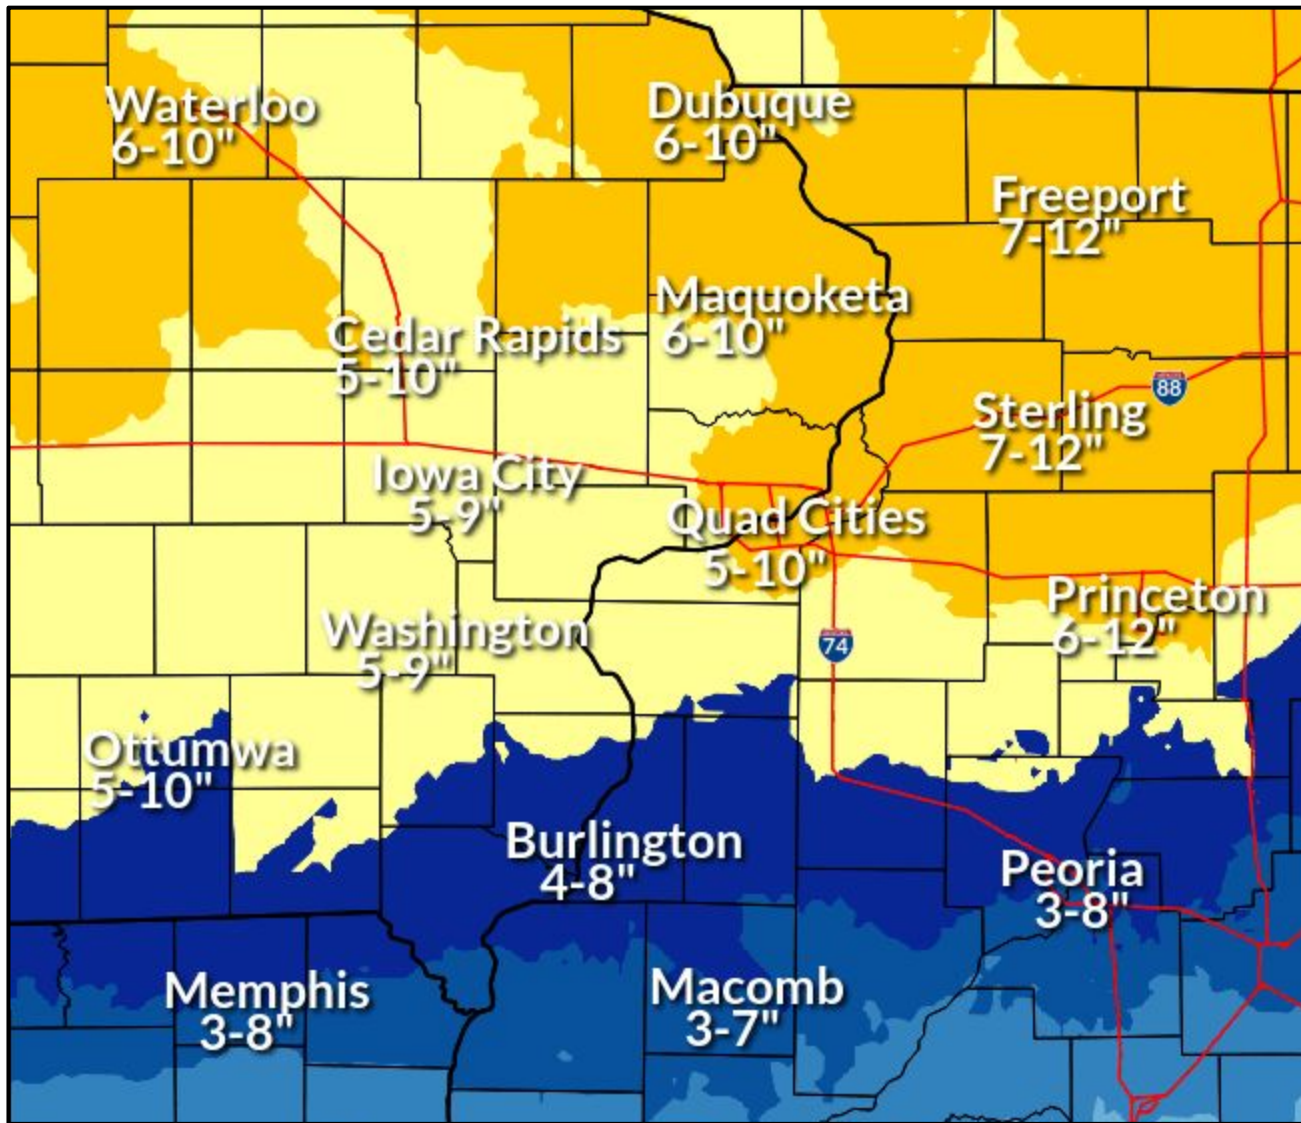 Waterloo
6-10"
Dubuque
6-10"
Freeport
7-12"
Maquoketa
6-10"
Cedar Rapids
5-10"
88
Sterling
7-12"
Iowa City
5-9"
Quad Cities
5-10"
Princeton
6-12"
Washington
5-9"
74
Ottumwa
5-10"
Burlington
4-8"
Peoria
3-8"
Memphis
3-8"
Macomb
3-7"